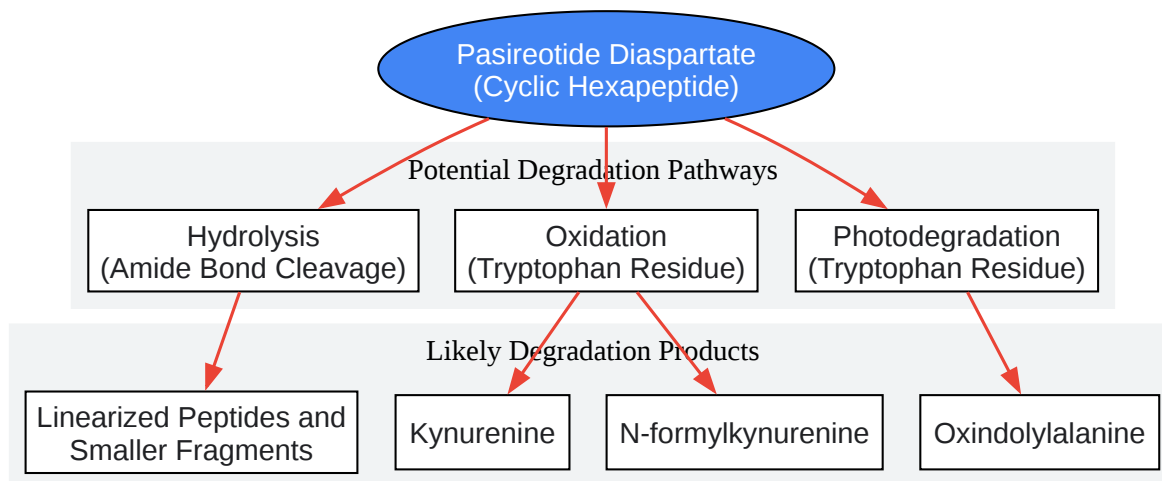 Pasireotide Diaspartate
(Cyclic Hexapeptide)
Potential Degradation Pathways
Hydrolysis
(Amide Bond Cleavage)
Oxidation
(Tryptophan Residue)
Photodegradation
(Tryptophan Residue)
Likely Degradation Products
Linearized Peptides and
Smaller Fragments
Kynurenine
N-formylkynurenine
Oxindolylalanine